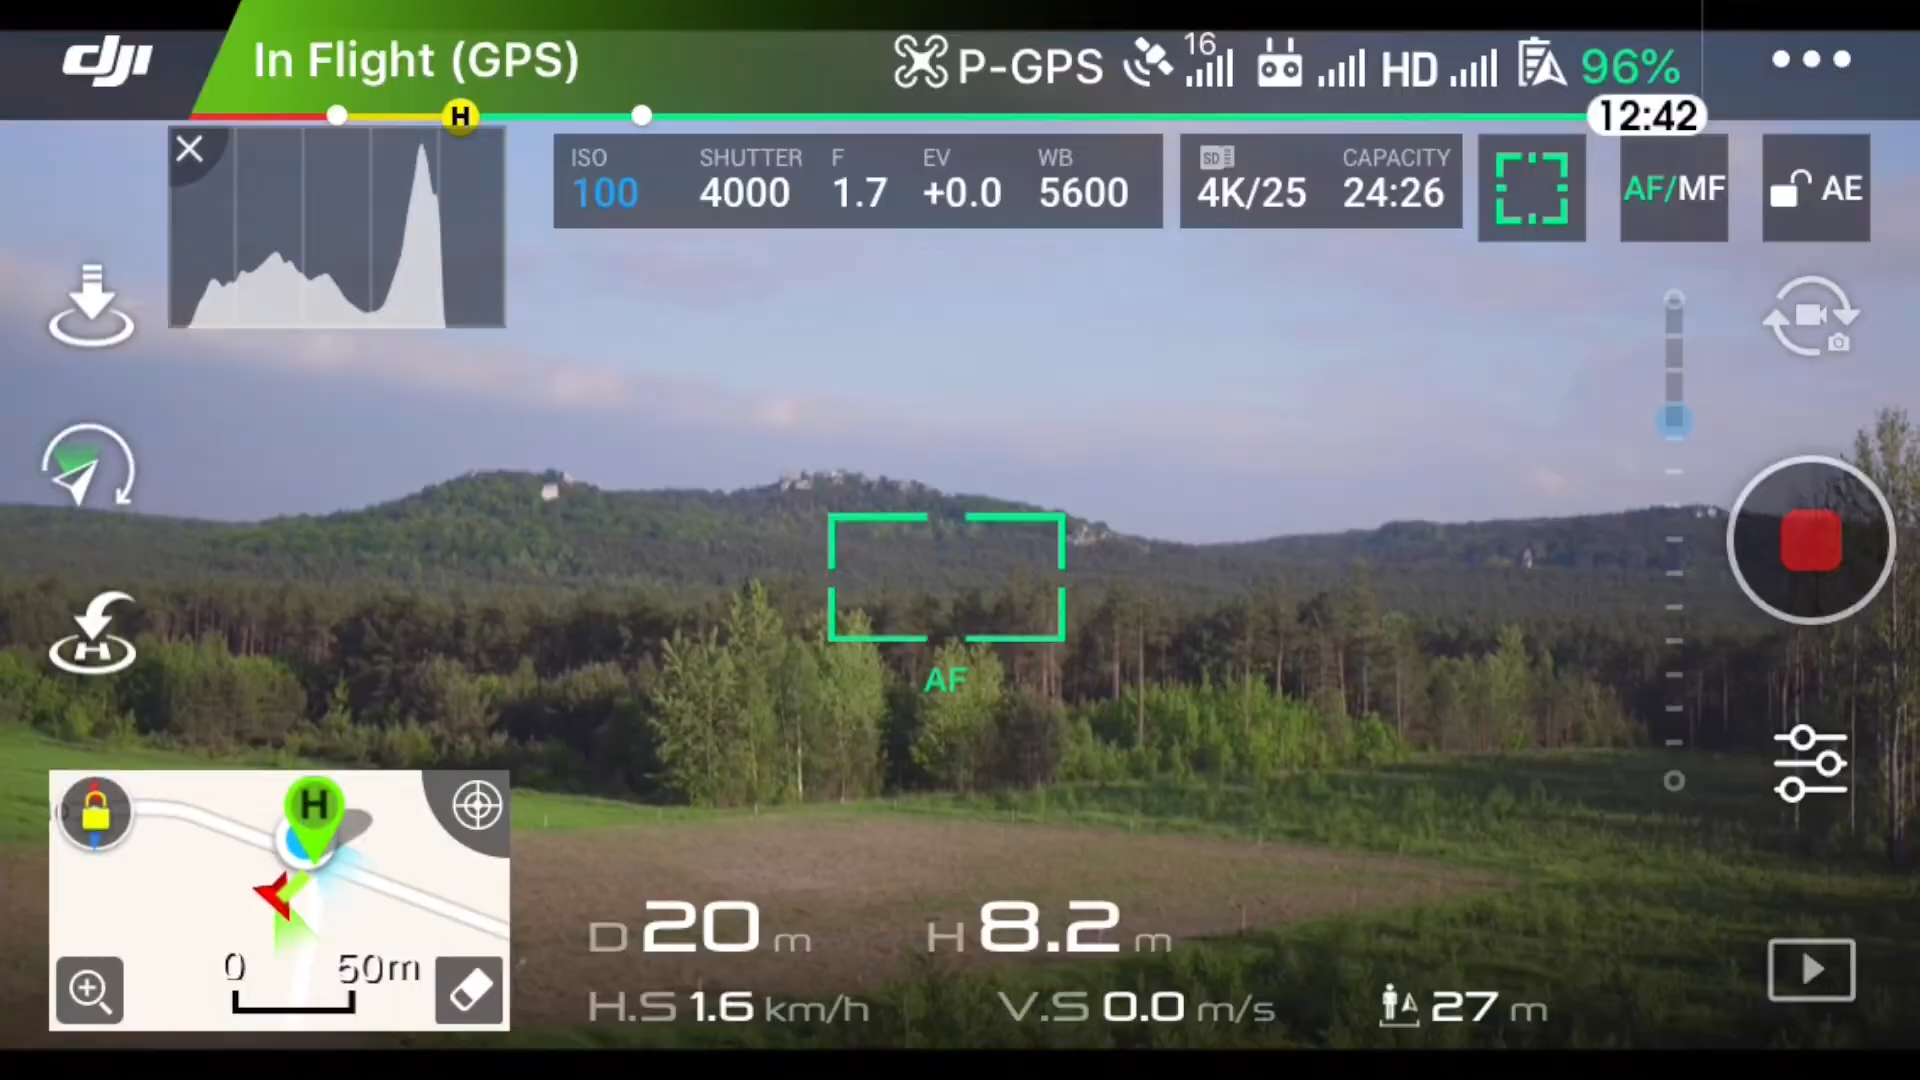 dji In Flight (GPS) P-GPS 16 HD 96%
H 12:42
ISO SHUTTER F EV WB SD CAPACITY
100 4000 1.7 +0.0 5600 4K/25 24:26 AF/MF AE
AF
H
0 50m
D 20 m H 8.2 m
H.S 1.6 km/h V.S 0.0 m/s 27 m